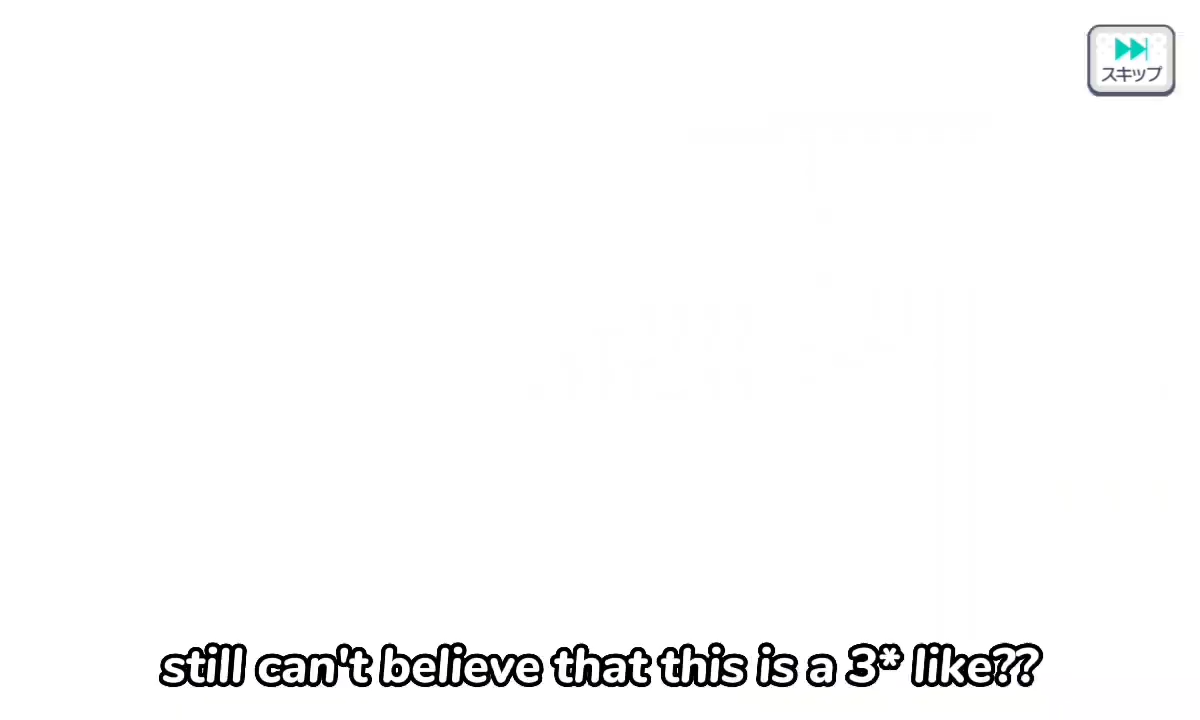 スキップ
still can't believe that this is a 3* like??